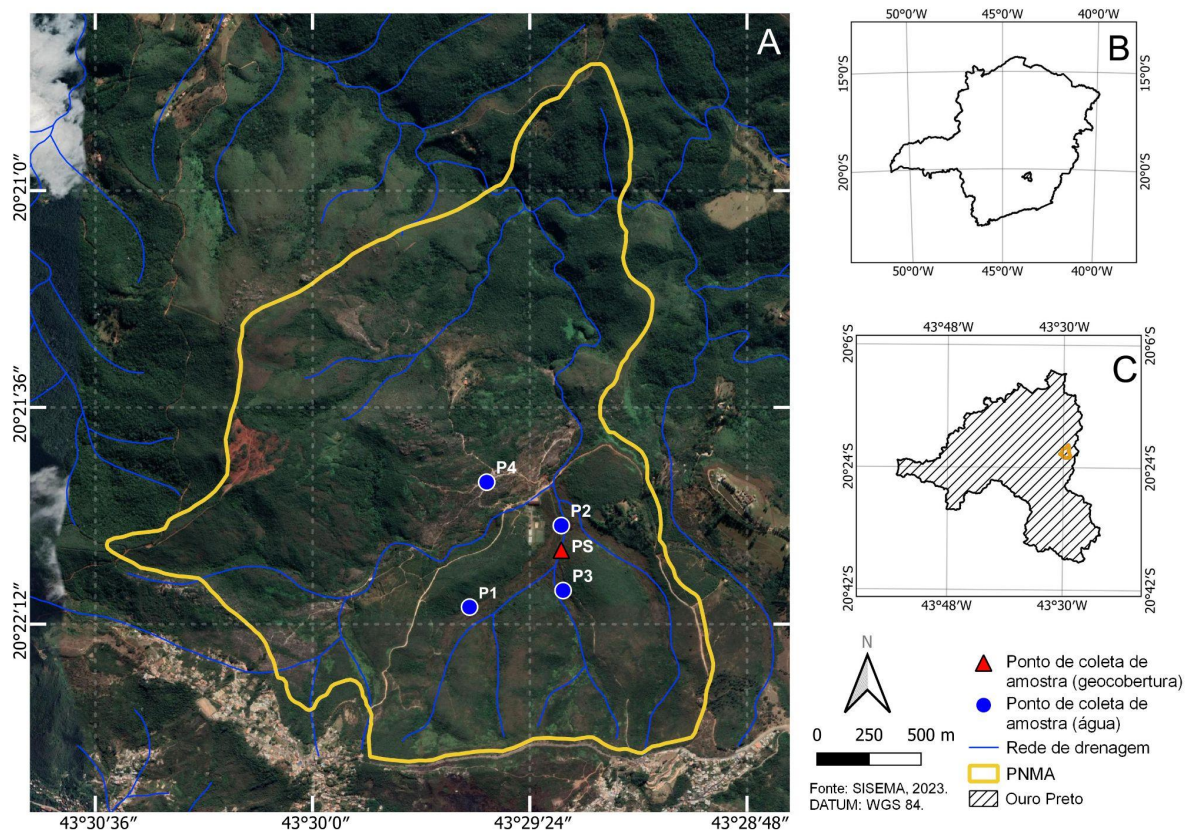 A
20°21′0″
20°21′36″
20°22′12″
P4
P2
PS
P3
P1
43°30′36″
43°30′0″
43°29′24″
43°28′48″
50°0'W 45°0'W 40°0'W
B
15°0'S
20°0'S
15°0'S
20°0'S
50°0'W 45°0'W 40°0'W
43°48'W 43°30'W
C
20°6'S
20°24'S
20°42'S
20°6'S
20°24'S
20°42'S
43°48'W 43°30'W
N
0 250 500 m
Fonte: SISEMA, 2023.
DATUM: WGS 84.
Ponto de coleta de
amostra (geocobertura)
Ponto de coleta de
amostra (água)
Rede de drenagem
PNMA
Ouro Preto